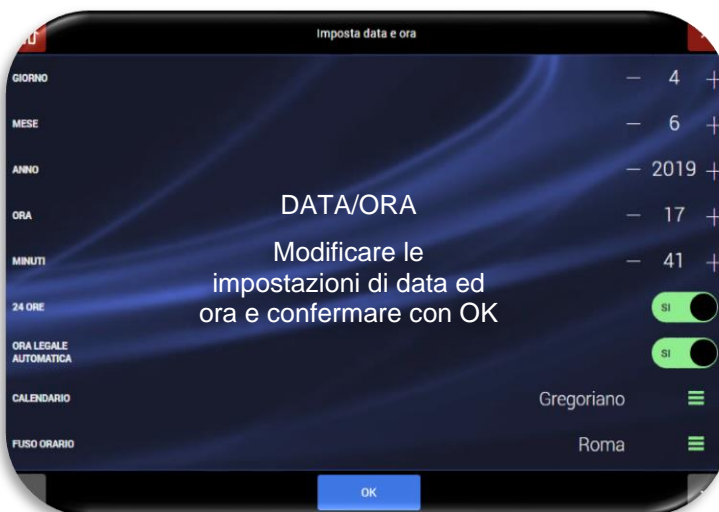 Imposta data e ora
GIORNO
− 4 +
MESE
− 6 +
ANNO
− 2019 +
ORA
− 17 +
MINUTI
− 41 +
24 ORE
SI
ORA LEGALE
AUTOMATICA
SI
CALENDARIO
Gregoriano
FUSO ORARIO
Roma
DATA/ORA
Modificare le
impostazioni di data ed
ora e confermare con OK
OK